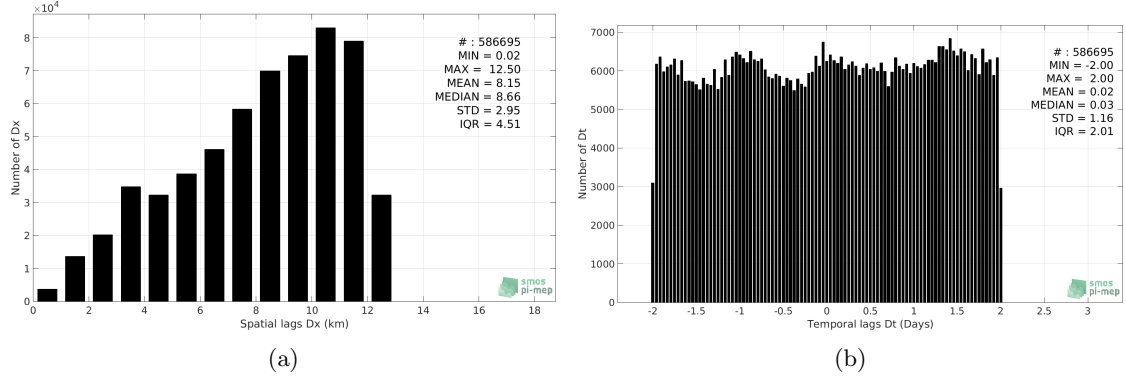 ×10⁴
9
8
7
6
5
4
3
2
1
0
Number of Dx
0 2 4 6 8 10 12 14 16 18
Spatial lags Dx (km)
# : 586695
MIN = 0.02
MAX = 12.50
MEAN = 8.15
MEDIAN = 8.66
STD = 2.95
IQR = 4.51
smos
pi-mep
(a)
7000
6000
5000
4000
3000
2000
1000
0
Number of Dt
-2 -1.5 -1 -0.5 0 0.5 1 1.5 2 2.5 3
Temporal lags Dt (Days)
# : 586695
MIN = -2.00
MAX = 2.00
MEAN = 0.02
MEDIAN = 0.03
STD = 1.16
IQR = 2.01
smos
pi-mep
(b)